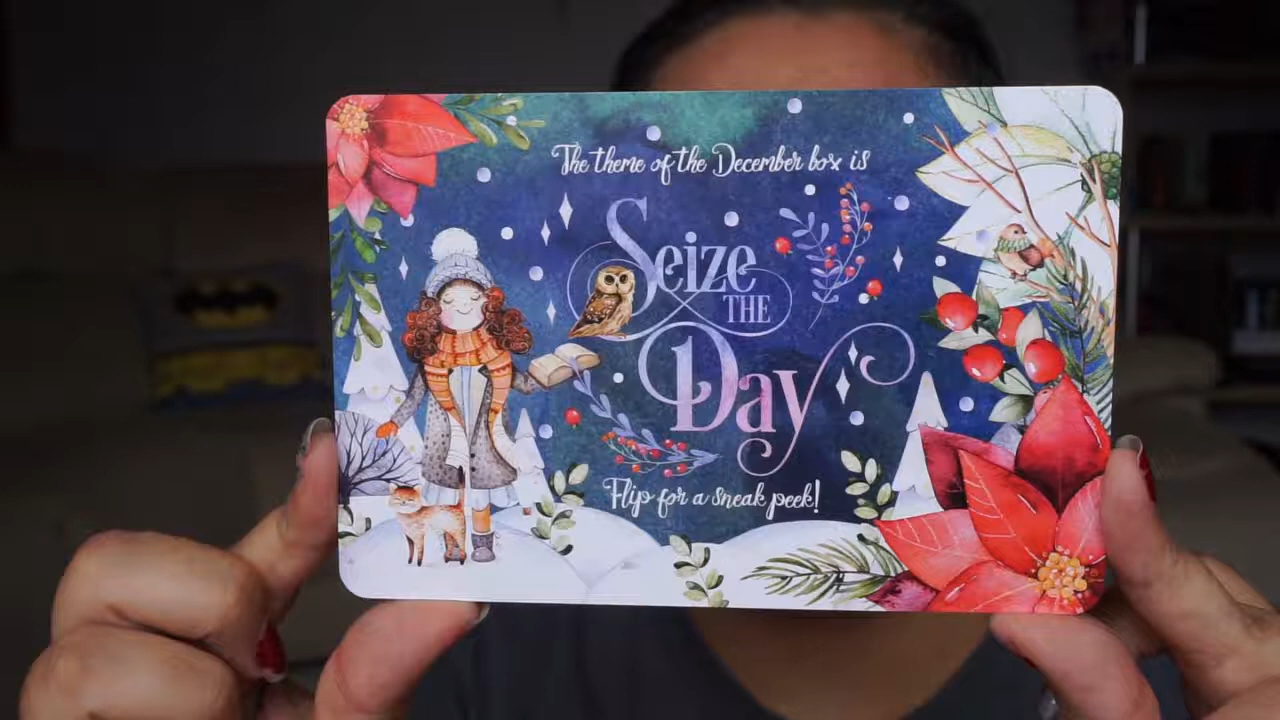 The theme of the December box is
Seize
THE
Day
Flip for a sneak peek!